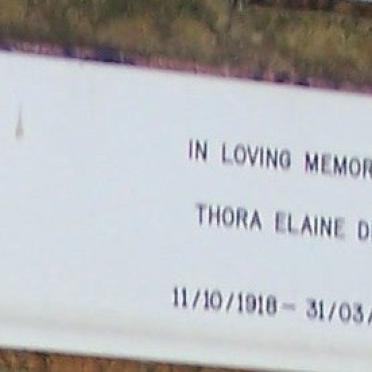 IN LOVING MEMOR
THORA ELAINE D
11/10/1918 - 31/03/